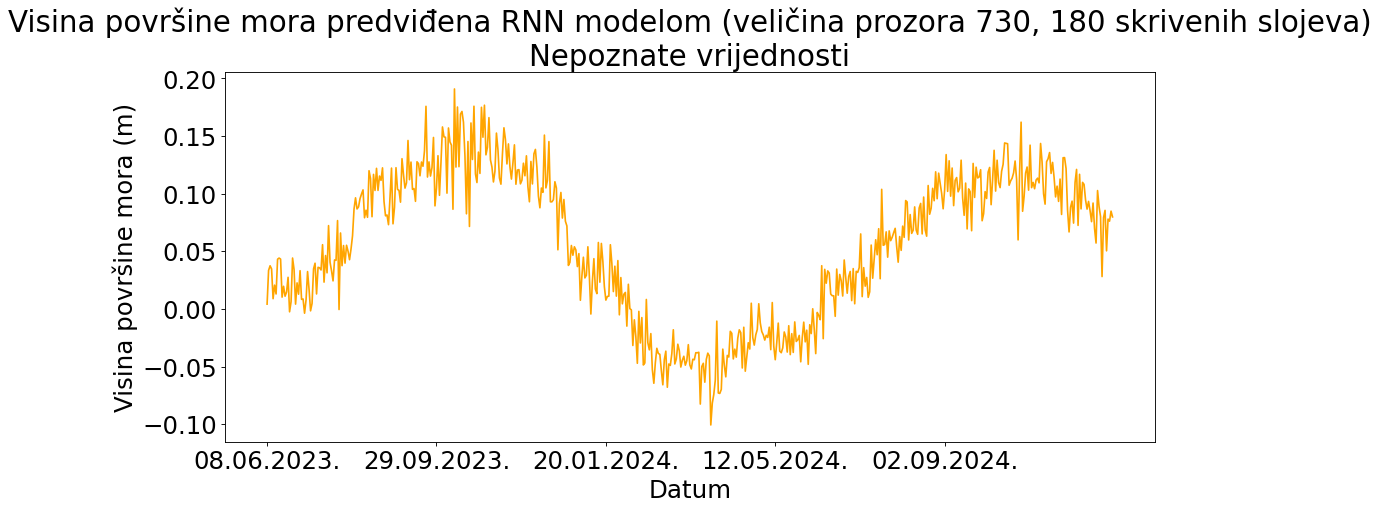 Visina površine mora predviđena RNN modelom (veličina prozora 730, 180 skrivenih slojeva)
Nepoznate vrijednosti
Visina površine mora (m)
0.20
0.15
0.10
0.05
0.00
−0.05
−0.10
08.06.2023. 29.09.2023. 20.01.2024. 12.05.2024. 02.09.2024.
Datum